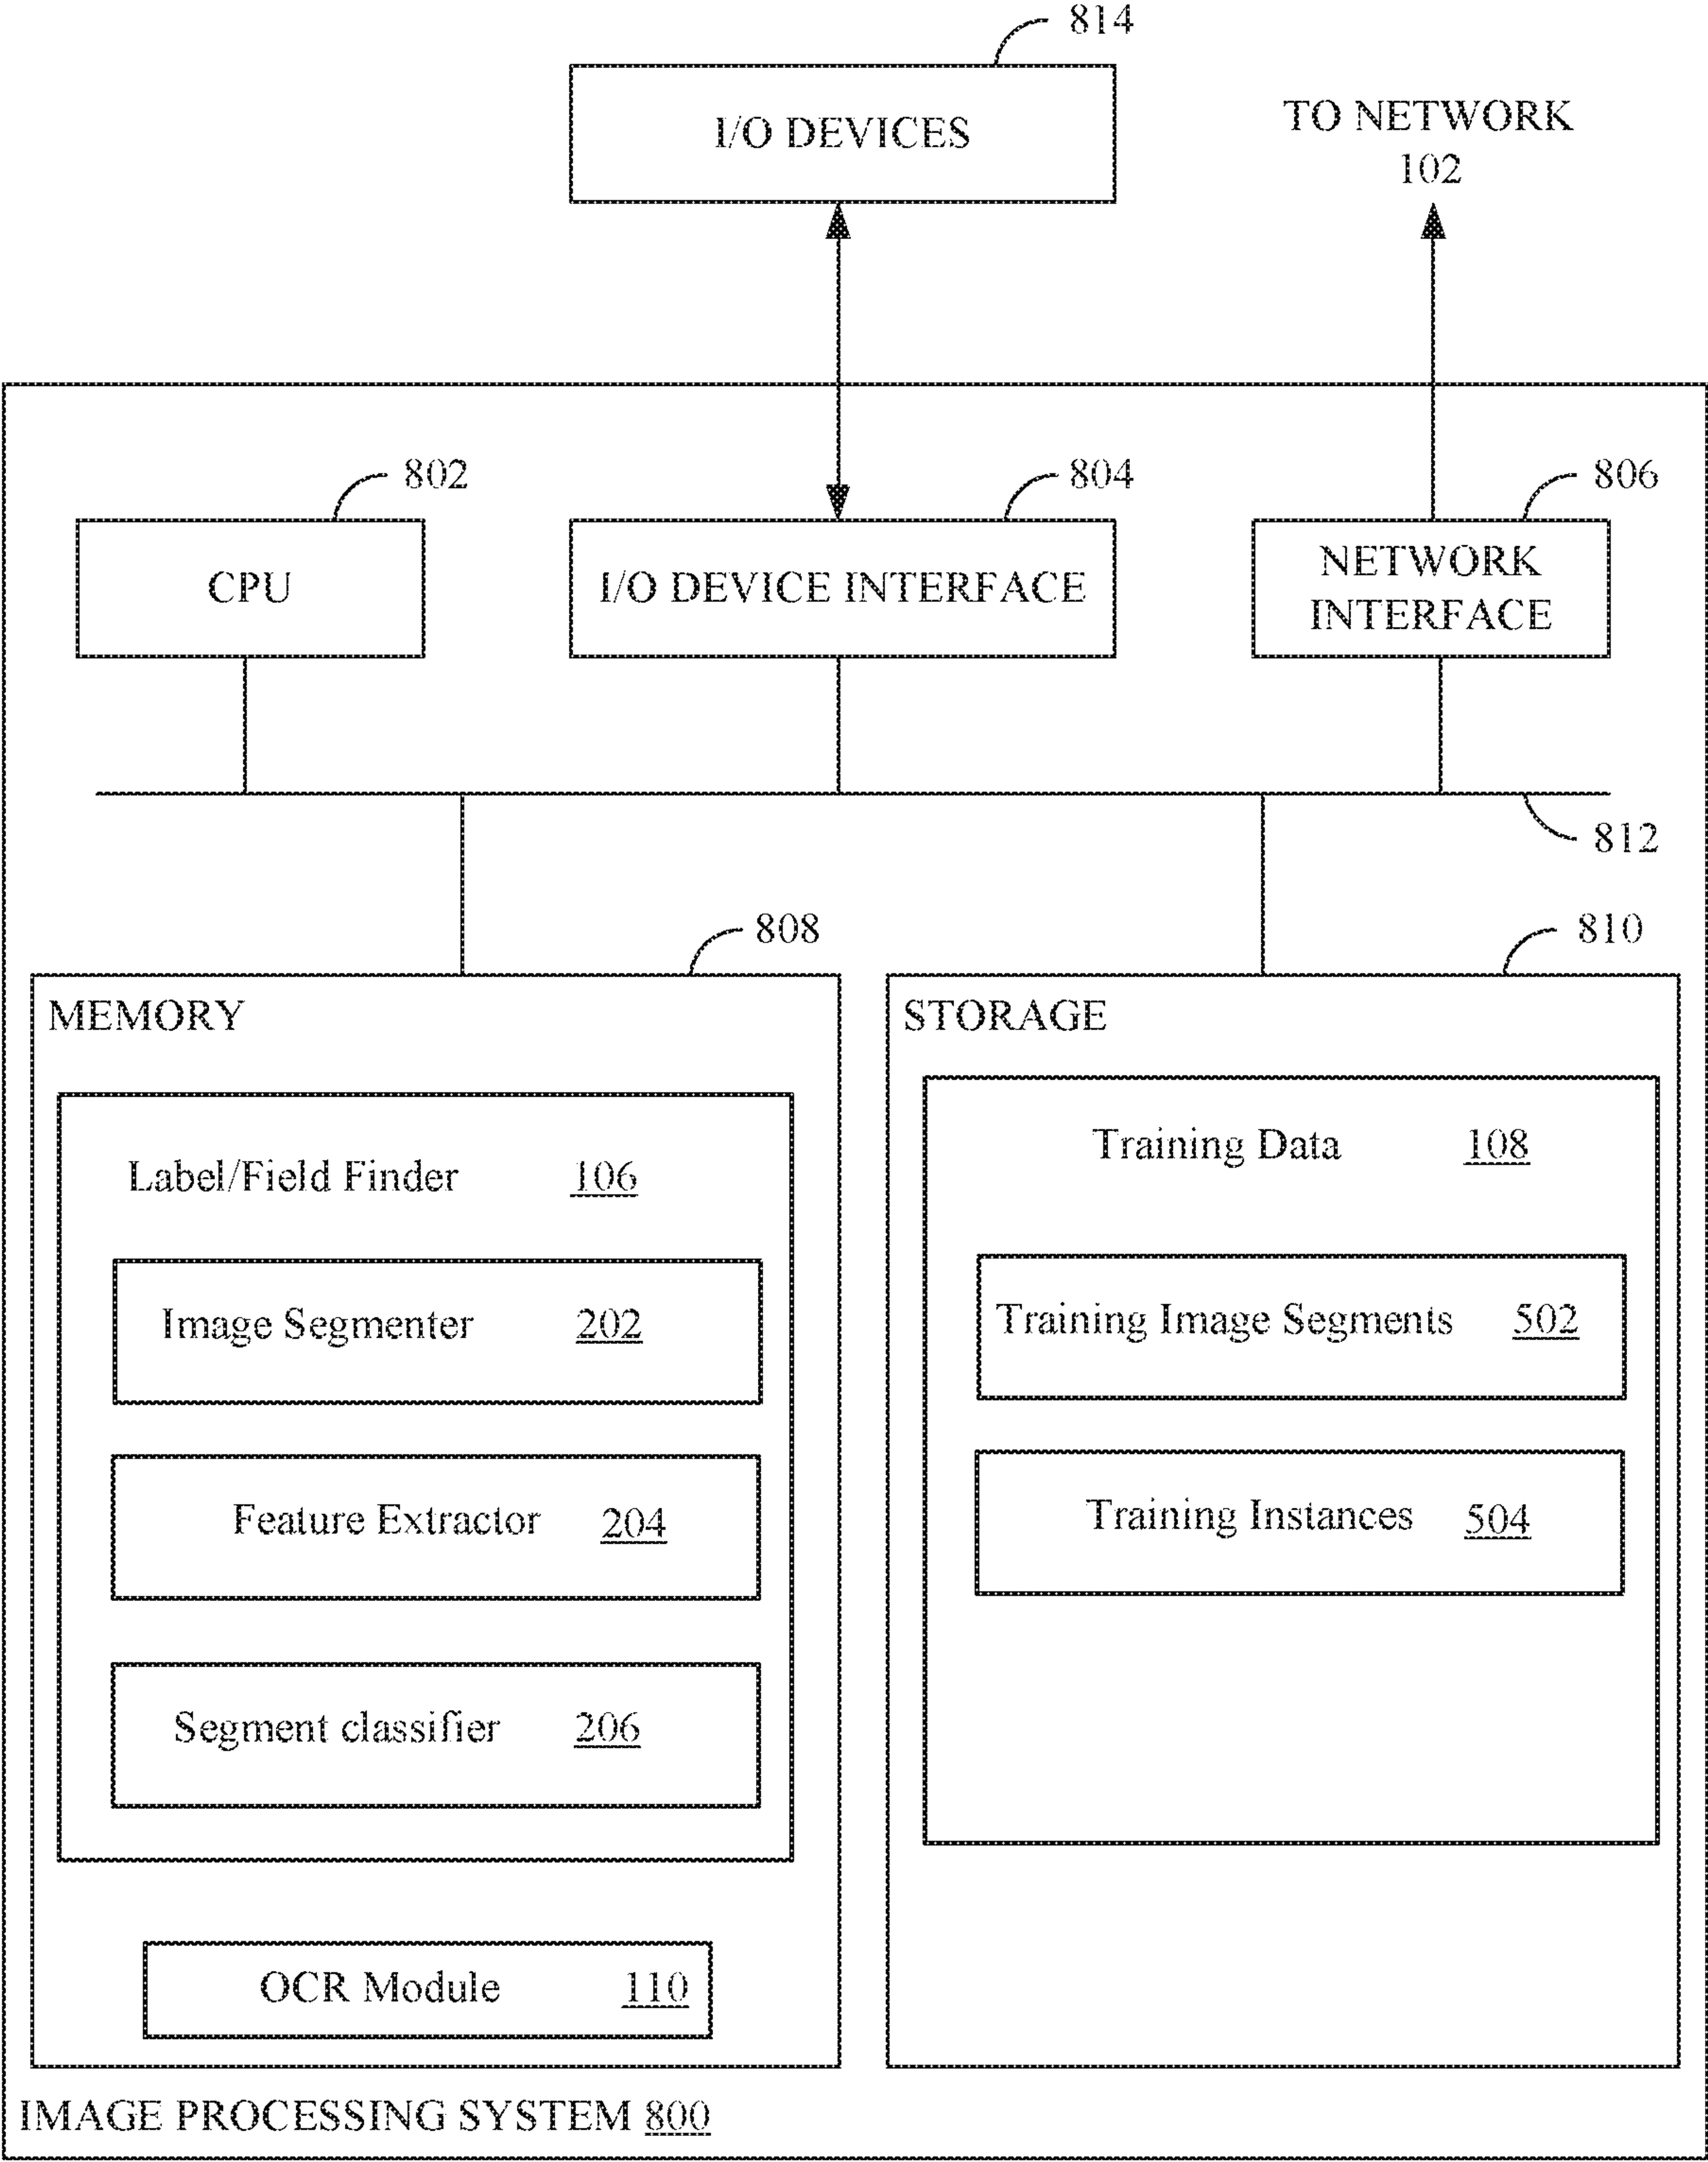 814
I/O DEVICES
TO NETWORK
102
802
804
806
CPU
I/O DEVICE INTERFACE
NETWORK
INTERFACE
812
808
810
MEMORY
Label/Field Finder 106
Image Segmenter 202
Feature Extractor 204
Segment classifier 206
OCR Module 110
STORAGE
Training Data 108
Training Image Segments 502
Training Instances 504
IMAGE PROCESSING SYSTEM 800